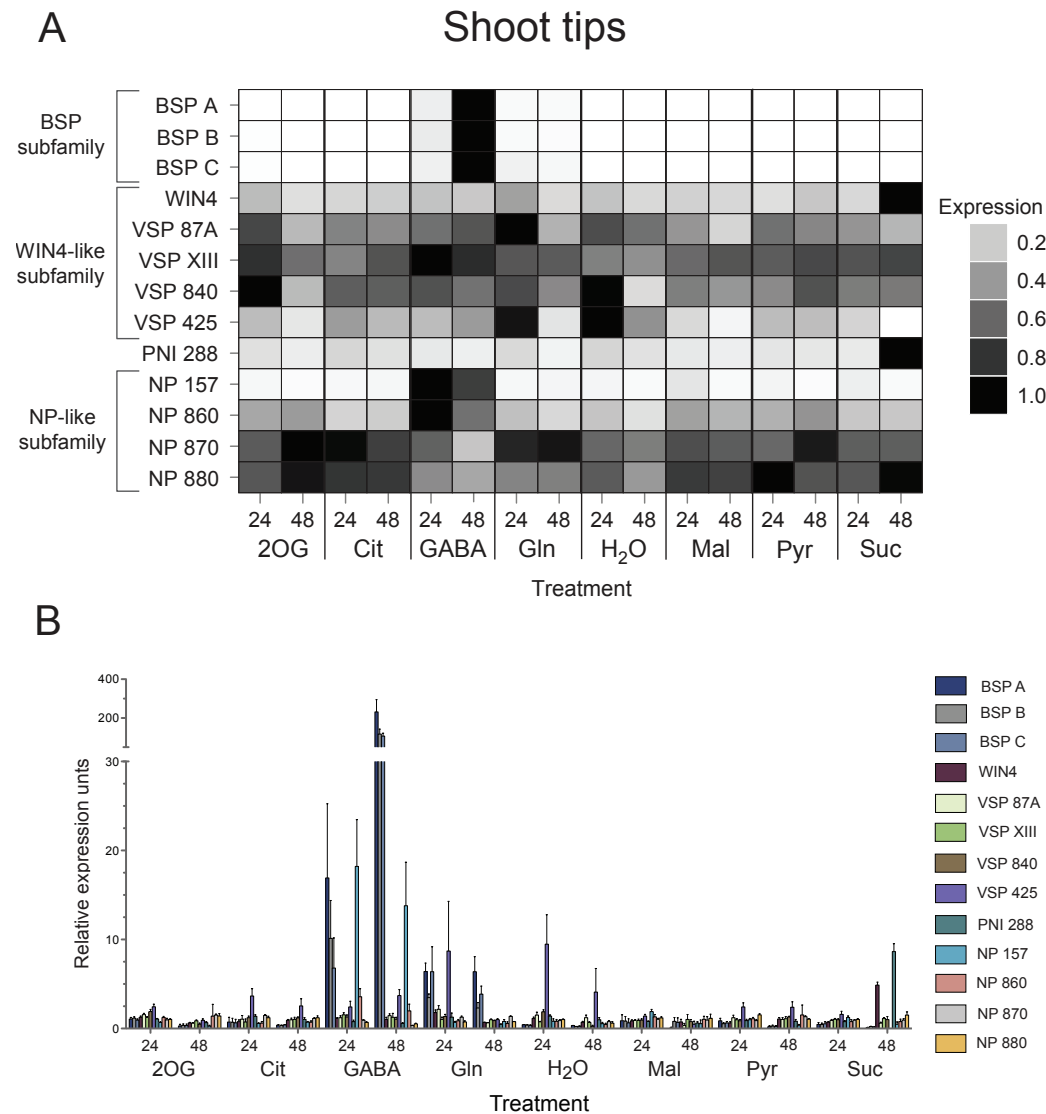 A
Shoot tips
BSP
subfamily
WIN4-like
subfamily
NP-like
subfamily
BSP A
BSP B
BSP C
WIN4
VSP 87A
VSP XIII
VSP 840
VSP 425
PNI 288
NP 157
NP 860
NP 870
NP 880
Expression
0.2
0.4
0.6
0.8
1.0
24 48 24 48 24 48 24 48 24 48 24 48 24 48 24 48
2OG Cit GABA Gln H₂O Mal Pyr Suc
Treatment
B
Relative expression unts
400
200
30
20
10
0
24 48 24 48 24 48 24 48 24 48 24 48 24 48 24 48
2OG Cit GABA Gln H₂O Mal Pyr Suc
Treatment
BSP A
BSP B
BSP C
WIN4
VSP 87A
VSP XIII
VSP 840
VSP 425
PNI 288
NP 157
NP 860
NP 870
NP 880